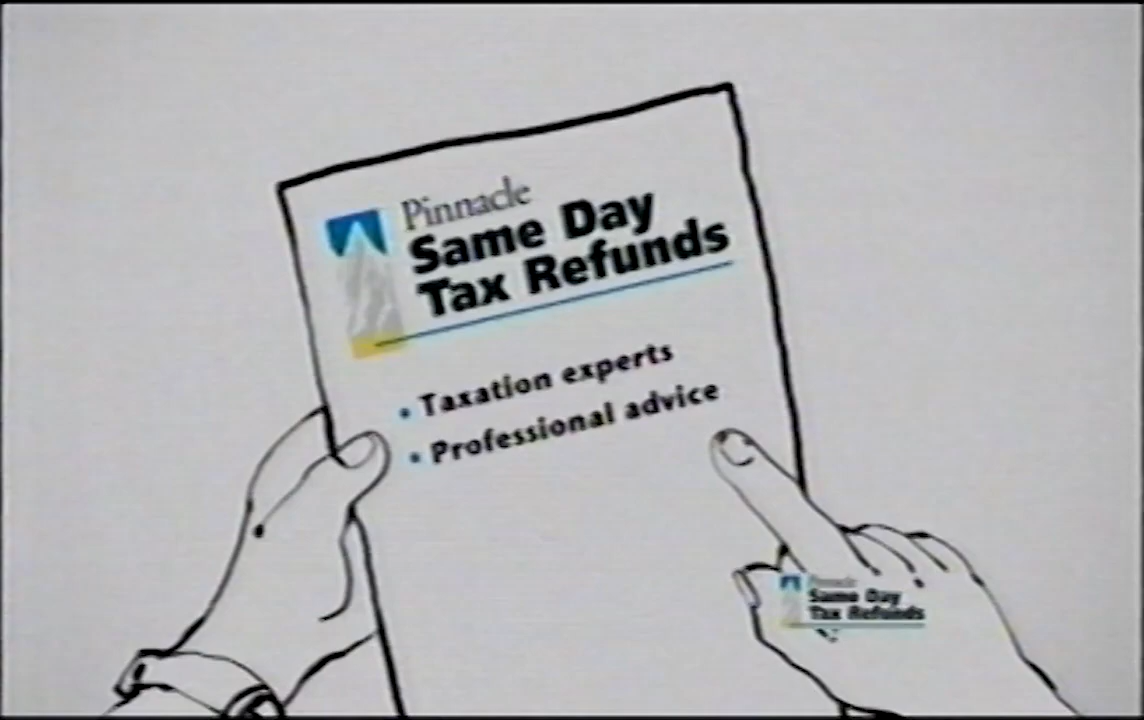 Pinnacle
Same Day
Tax Refunds
• Taxation experts
• Professional advice
Pinnacle
Same Day
Tax Refunds